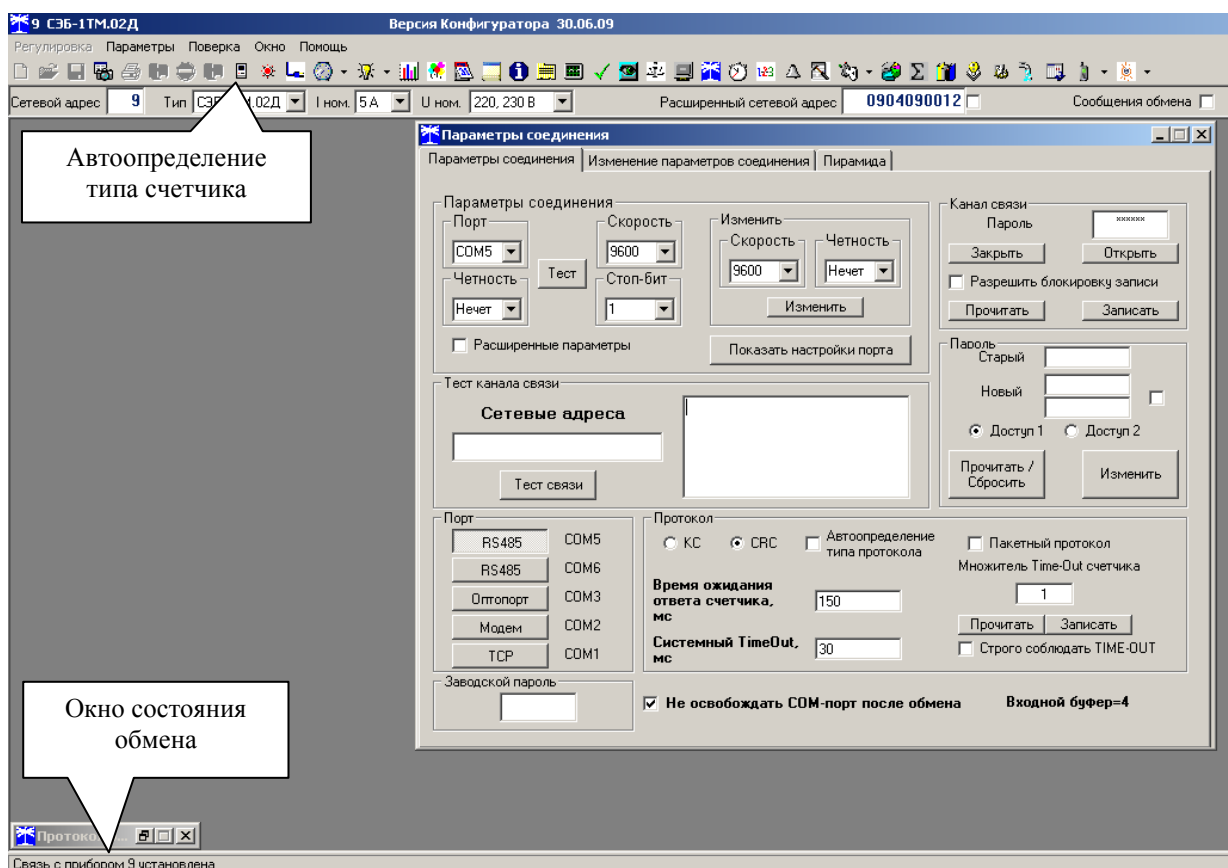 9 СЭБ-1ТМ.02Д Версия Конфигуратора 30.06.09
Регулировка Параметры Поверка Окно Помощь
Сетевой адрес 9 Тип I ном. 5 А U ном. 220, 230 В Расширенный сетевой адрес 0904090012 Сообщения обмена
Автоопределение
типа счетчика
Параметры соединения
Параметры соединения Изменение параметров соединения Пирамида
Параметры соединения
Порт
COM5
Скорость
9600
Четность
Нечет
Тест
Стоп-бит
1
Изменить
Скорость
9600
Четность
Нечет
Изменить
Расширенные параметры
Показать настройки порта
Канал связи
Пароль ******
Закрыть Открыть
Разрешить блокировку записи
Прочитать Записать
Пароль
Старый
Новый
Доступ 1 Доступ 2
Прочитать /
Сбросить
Изменить
Тест канала связи
Сетевые адреса
Тест связи
Порт
RS485 COM5
RS485 COM6
Оптопорт COM3
Модем COM2
TCP COM1
Протокол
КС CRC
Автоопределение
типа протокола
Пакетный протокол
Множитель Time-Out счетчика
1
Прочитать Записать
Строго соблюдать TIME-OUT
Время ожидания
ответа счетчика,
мс
150
Системный TimeOut,
мс
30
Заводской пароль
Не освобождать COM-порт после обмена
Входной буфер=4
Окно состояния
обмена
Связь с прибором 9 установлена